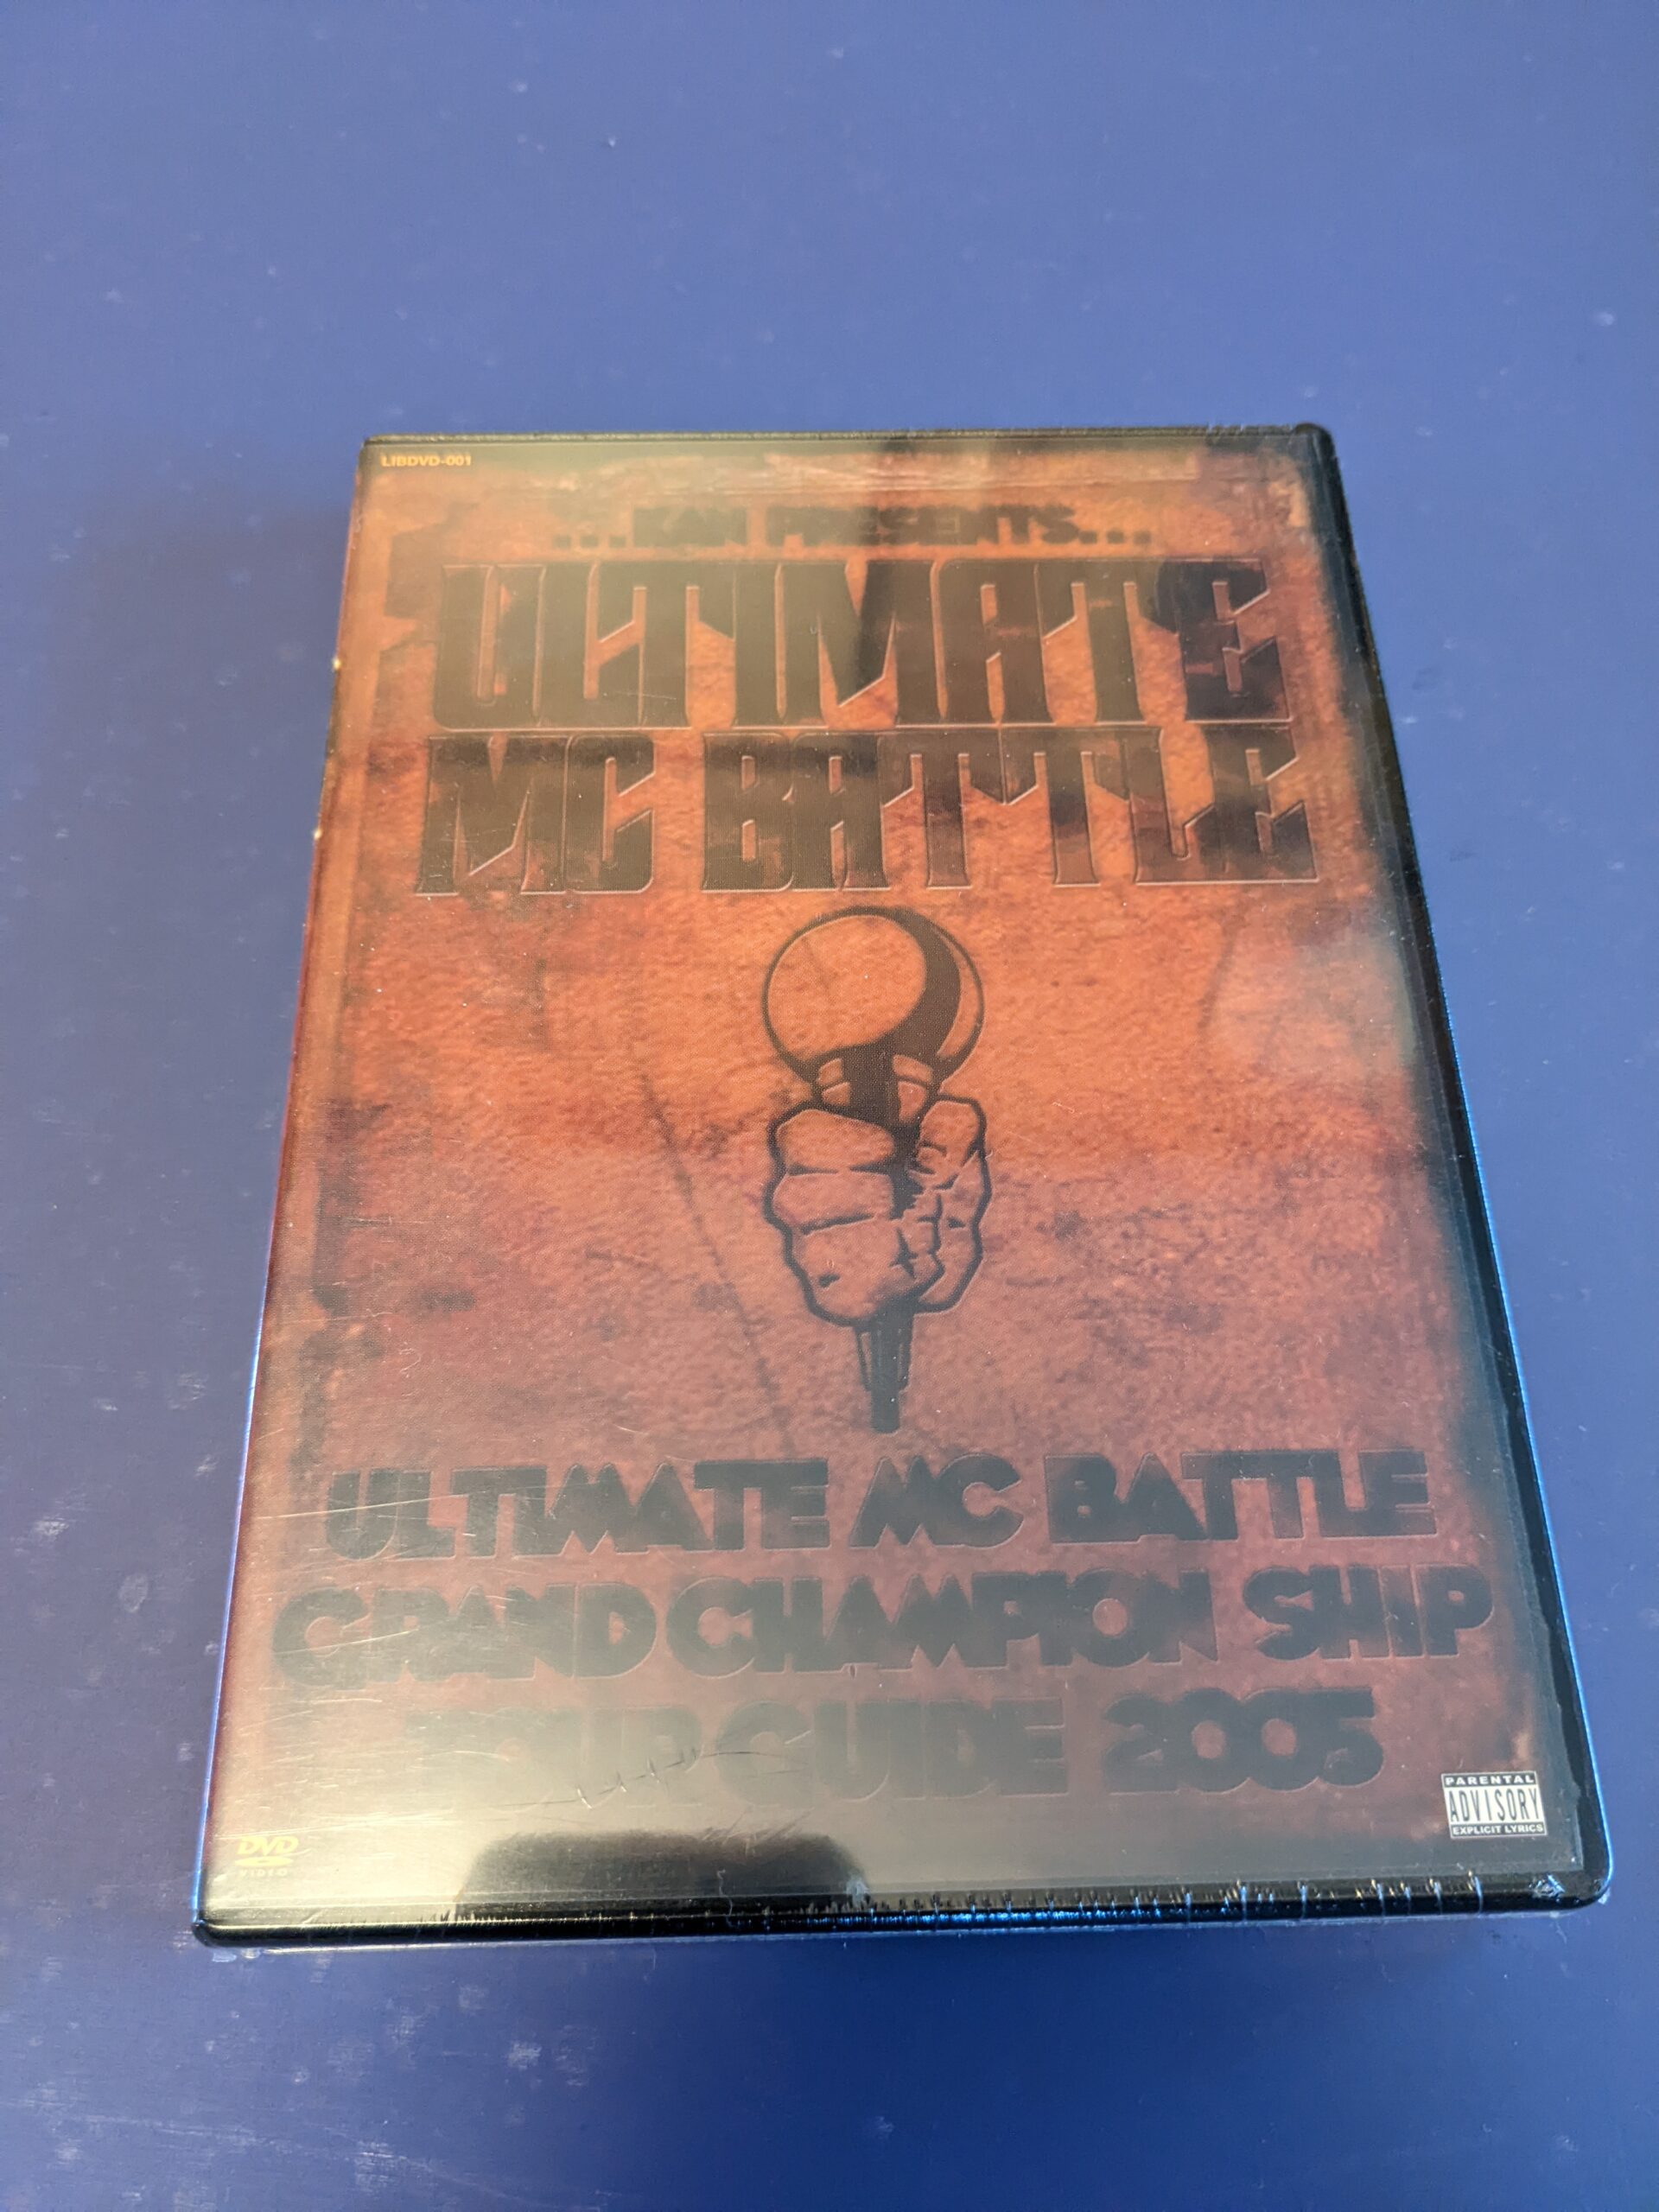 LIBDVD-001
...KAN PRESENTS...
ULTIMATE
MC BATTLE
ULTIMATE MC BATTLE
GRAND CHAMPION SHIP
TOUR GUIDE 2005
DVD
VIDEO
PARENTAL
ADVISORY
EXPLICIT LYRICS